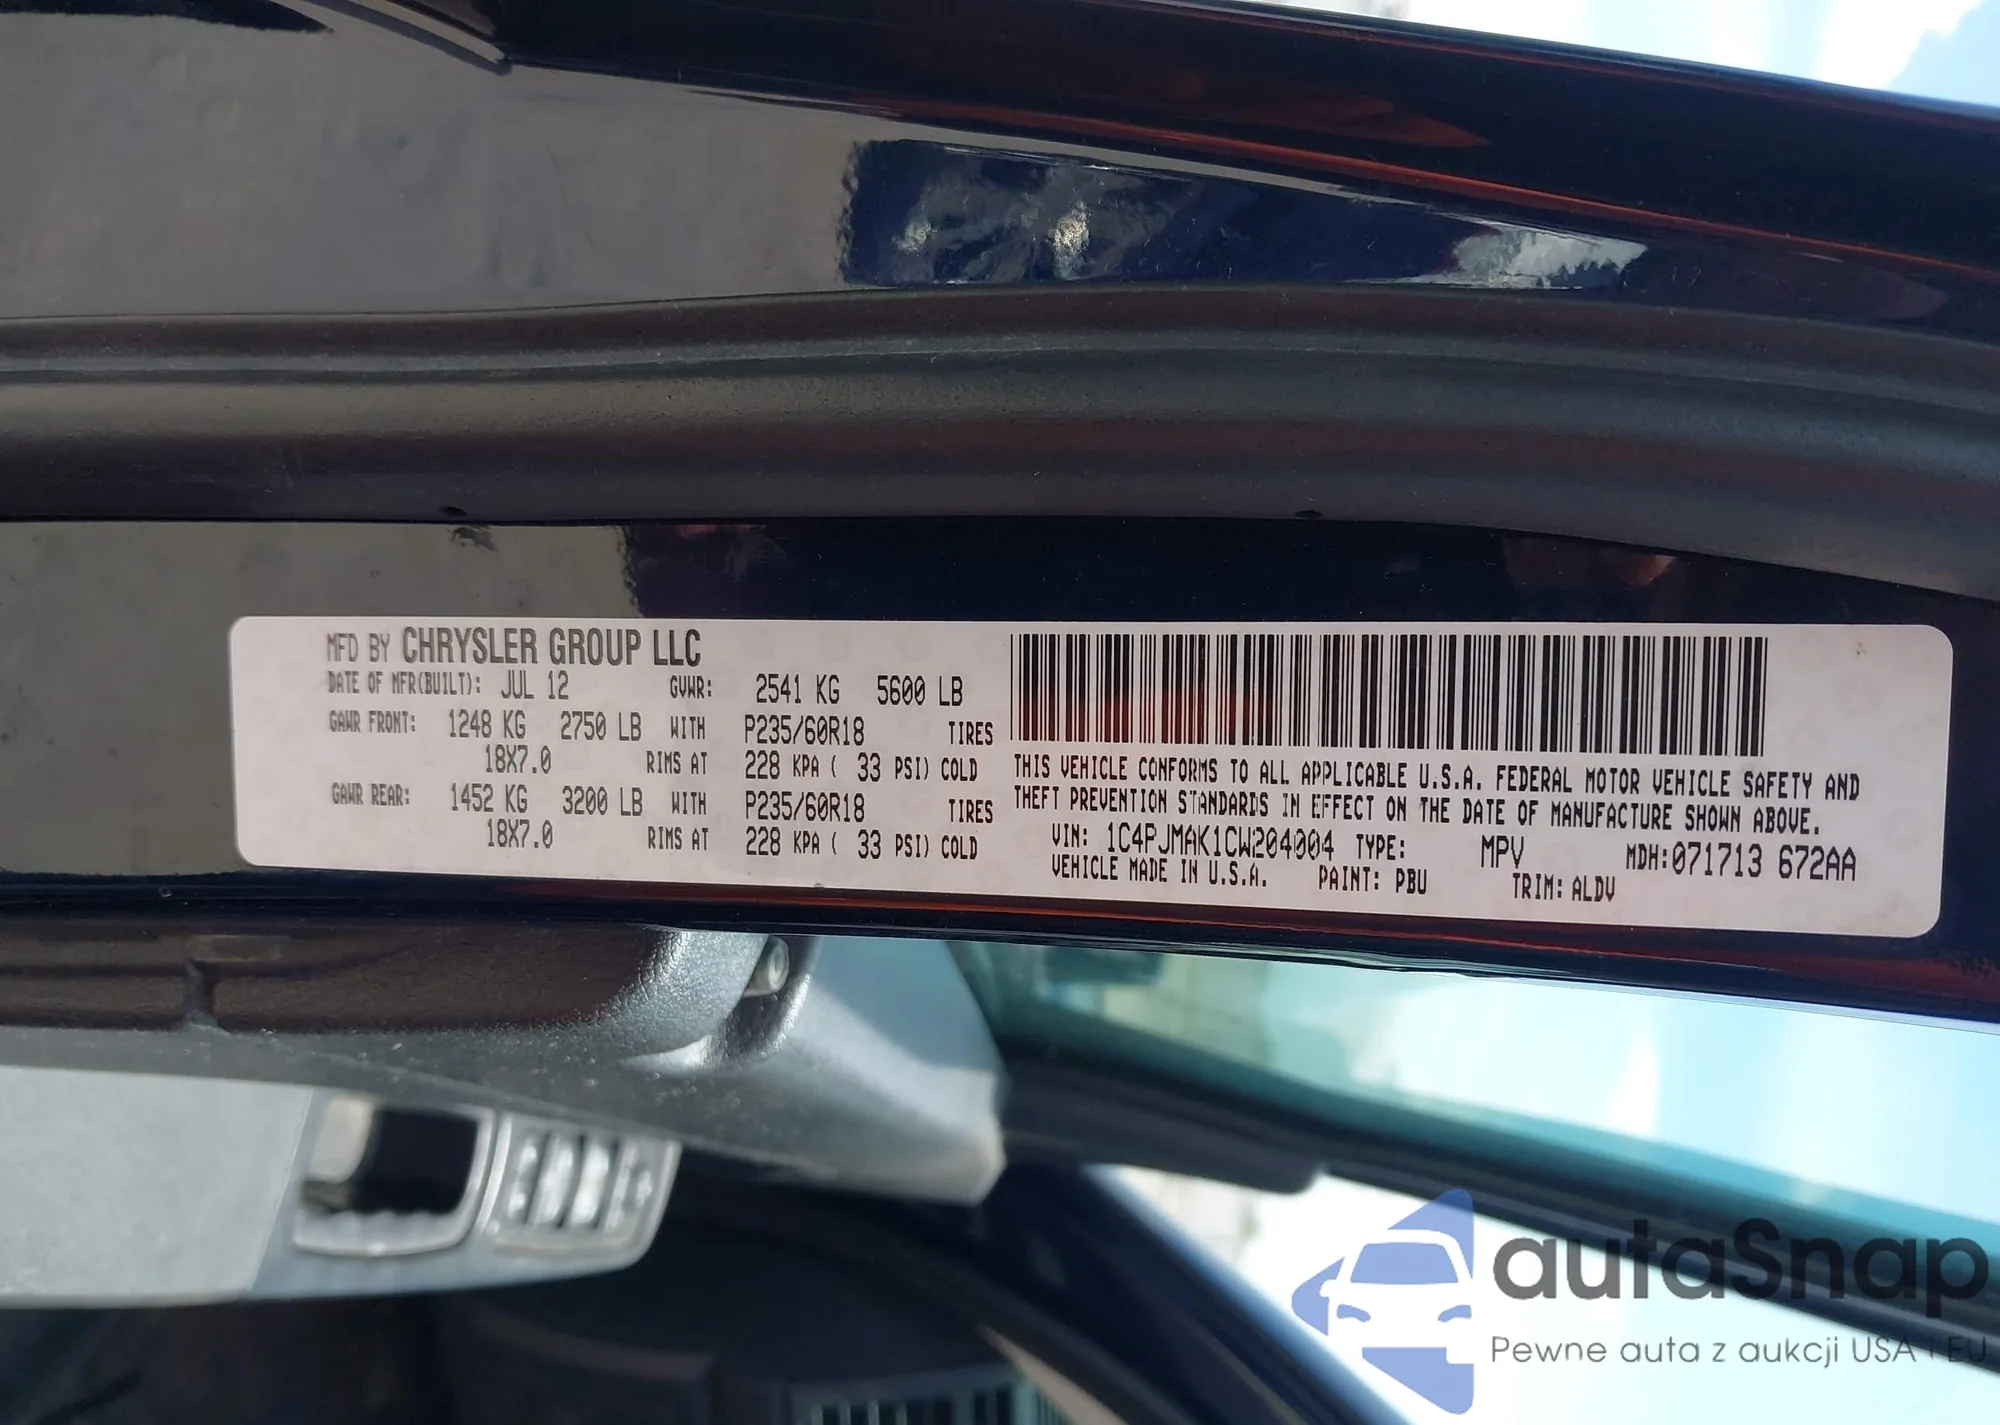 MFD BY CHRYSLER GROUP LLC
DATE OF MFR(BUILT): JUL 12 GVWR: 2541 KG 5600 LB
GAWR FRONT: 1248 KG 2750 LB WITH P235/60R18 TIRES
18X7.0 RIMS AT 228 KPA ( 33 PSI) COLD
GAWR REAR: 1452 KG 3200 LB WITH P235/60R18 TIRES
18X7.0 RIMS AT 228 KPA ( 33 PSI) COLD
THIS VEHICLE CONFORMS TO ALL APPLICABLE U.S.A. FEDERAL MOTOR VEHICLE SAFETY AND
THEFT PREVENTION STANDARDS IN EFFECT ON THE DATE OF MANUFACTURE SHOWN ABOVE.
VIN: 1C4PJMAK1CW204004 TYPE: MPV MDH:071713 672AA
VEHICLE MADE IN U.S.A. PAINT: PBU TRIM: ALDV
autaSnap
Pewne auta z aukcji USA i EU